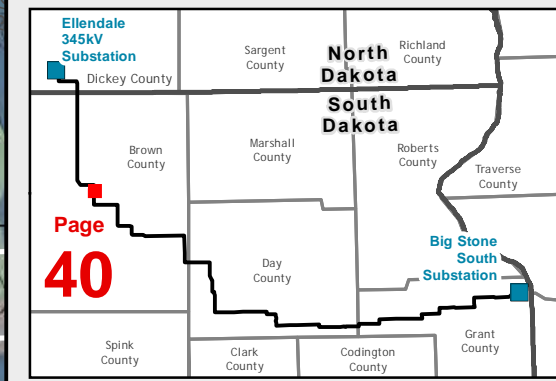 Ellendale
345kV
Substation
Dickey County
Sargent
County
North
Dakota
Richland
County
South
Dakota
Brown
County
Marshall
County
Roberts
County
Traverse
County
Page
40
Big Stone
South
Substation
Day
County
Grant
County
Spink
County
Clark
County
Codington
County